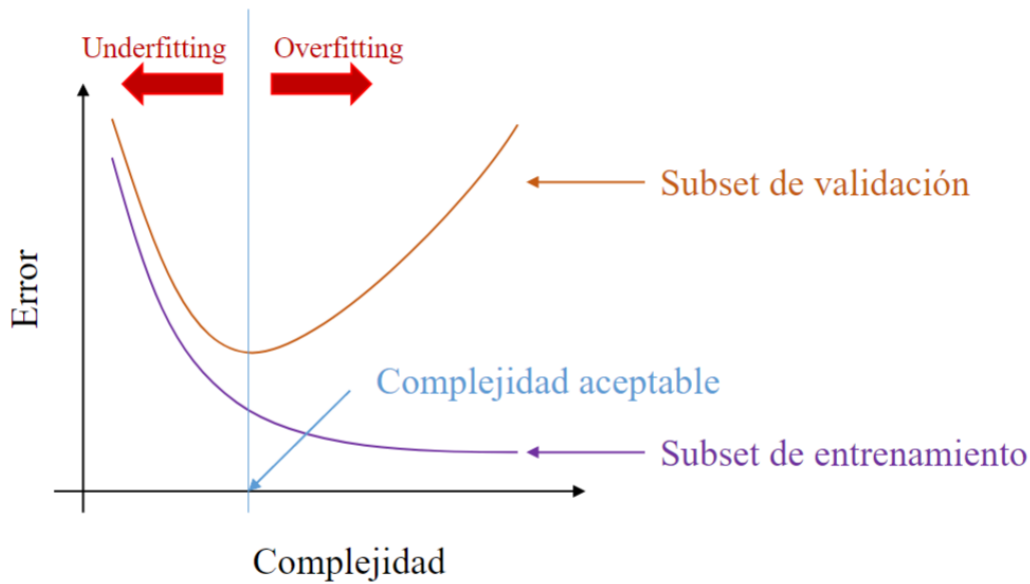 Underfitting
Overfitting
Subset de validación
Error
Complejidad aceptable
Subset de entrenamiento
Complejidad